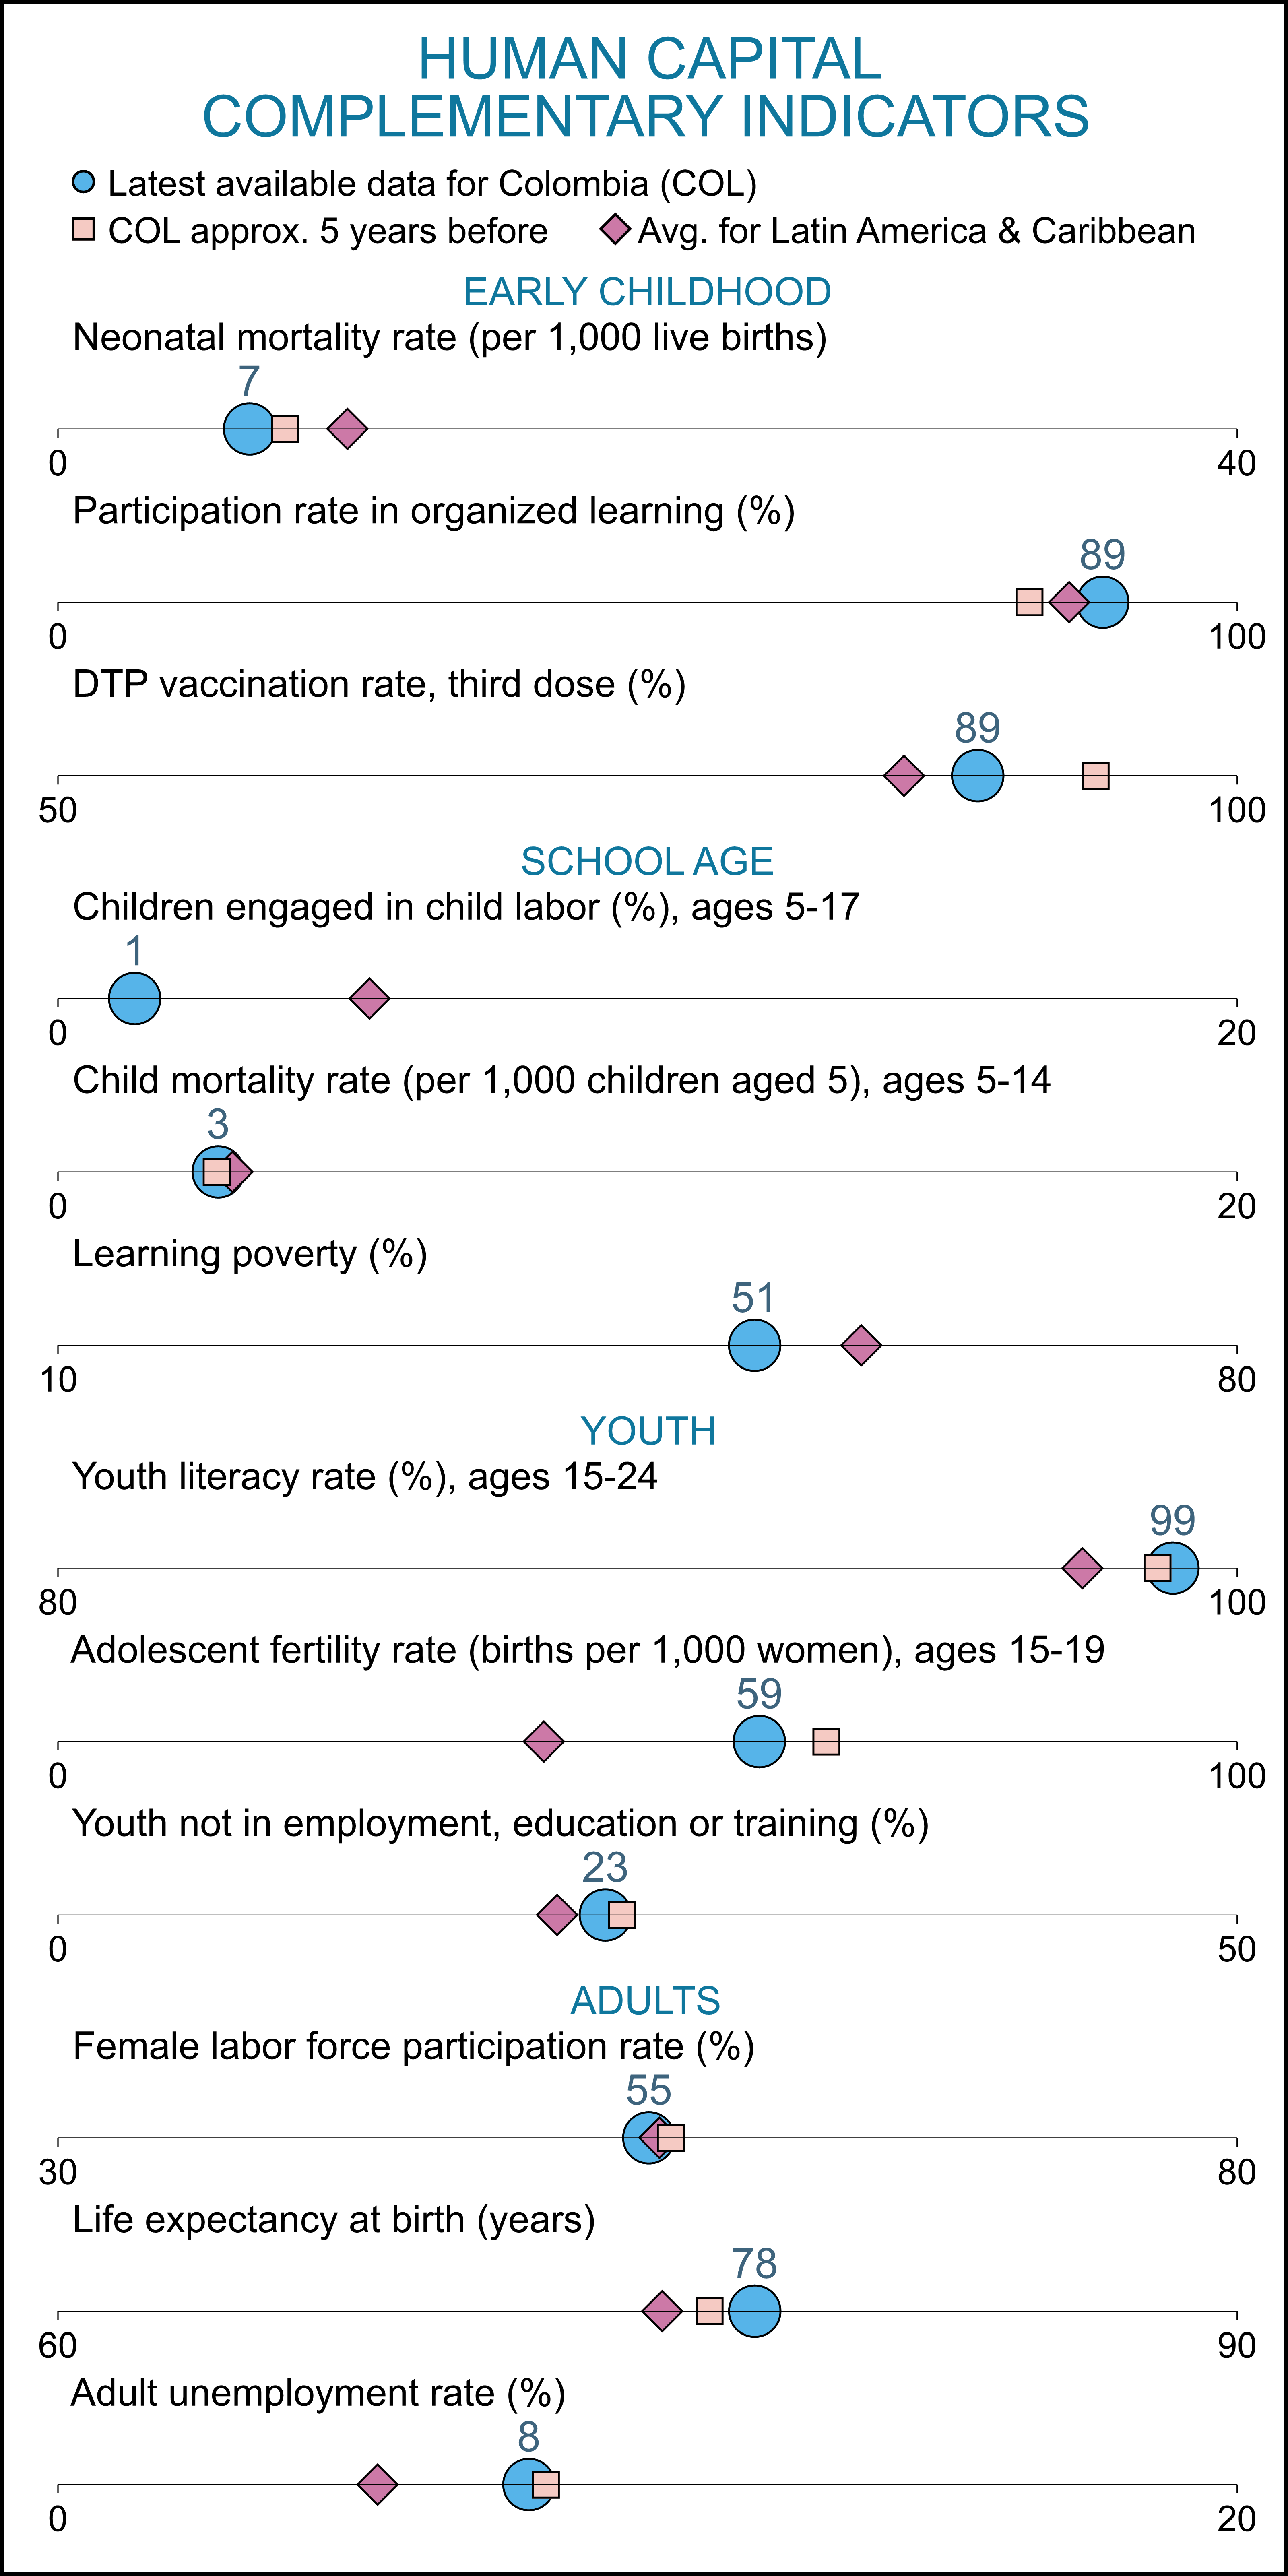 HUMAN CAPITAL
COMPLEMENTARY INDICATORS
Latest available data for Colombia (COL)
COL approx. 5 years before Avg. for Latin America & Caribbean
EARLY CHILDHOOD
Neonatal mortality rate (per 1,000 live births)
7
0 40
Participation rate in organized learning (%)
89
0 100
DTP vaccination rate, third dose (%)
89
50 100
SCHOOL AGE
Children engaged in child labor (%), ages 5-17
1
0 20
Child mortality rate (per 1,000 children aged 5), ages 5-14
3
0 20
Learning poverty (%)
51
10 80
YOUTH
Youth literacy rate (%), ages 15-24
99
80 100
Adolescent fertility rate (births per 1,000 women), ages 15-19
59
0 100
Youth not in employment, education or training (%)
23
0 50
ADULTS
Female labor force participation rate (%)
55
30 80
Life expectancy at birth (years)
78
60 90
Adult unemployment rate (%)
8
0 20